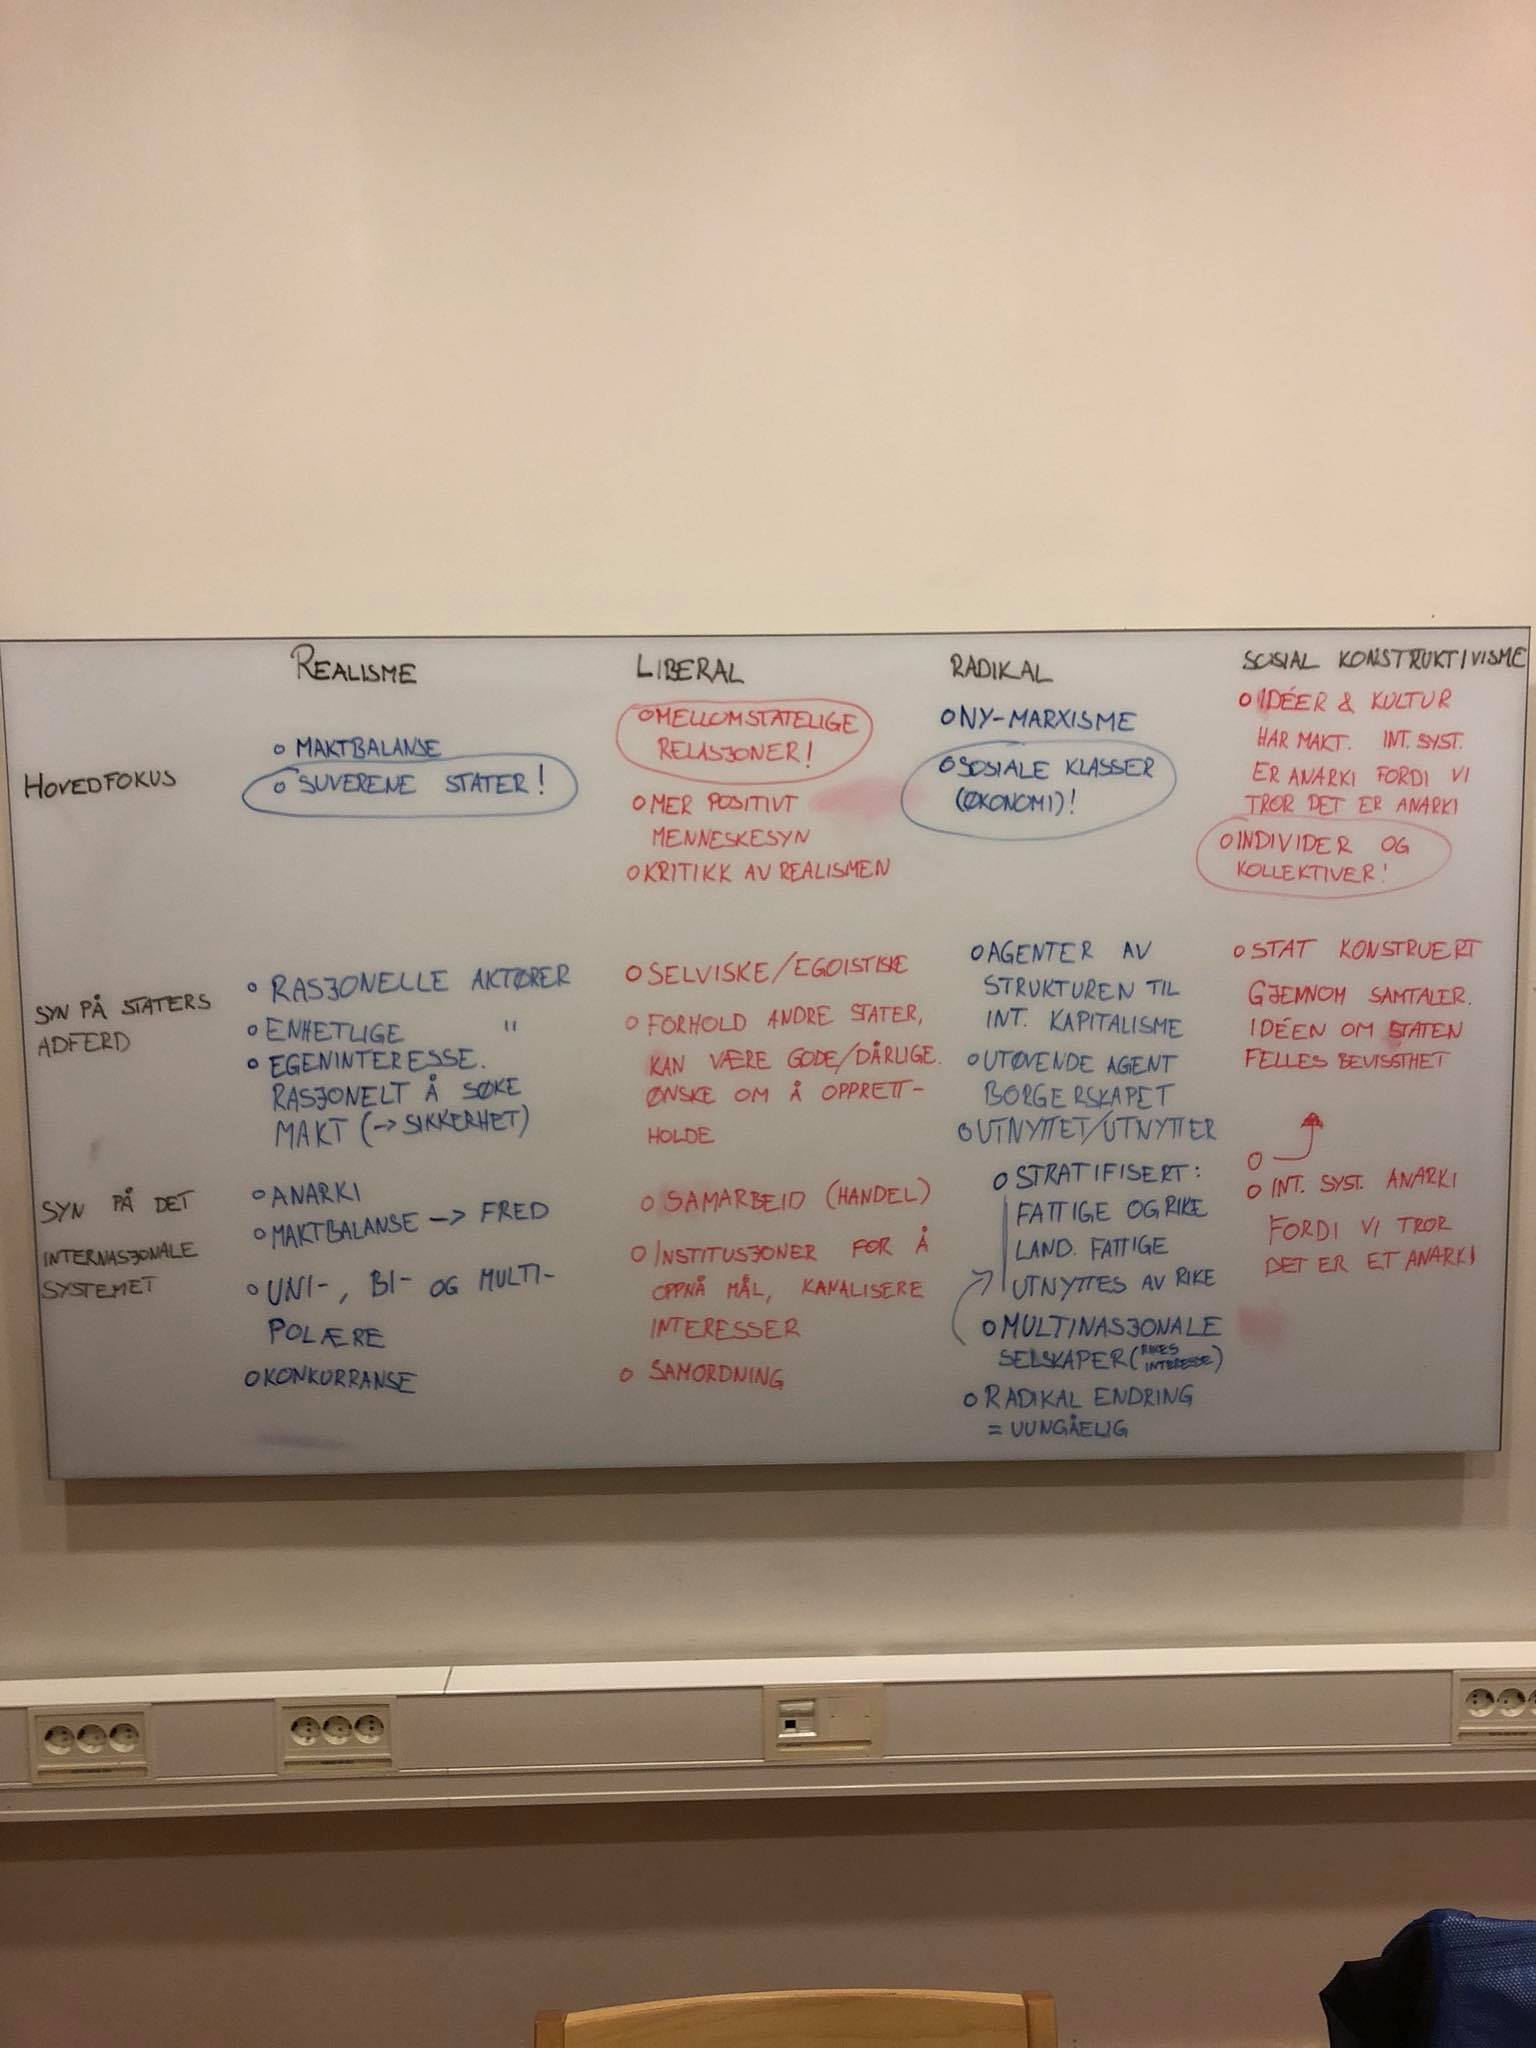 REALISME
LIBERAL
RADIKAL
SOSIAL KONSTRUKTIVISME
HOVEDFOKUS
O MAKTBALANSE
O SUVERENE STATER!
O MELLOMSTATELIGE
RELASJONER!
O MER POSITIVT
MENNESKESYN
O KRITIKK AV REALISMEN
O NY-MARXISME
O SOSIALE KLASSER
(ØKONOMI)!
O IDÉER & KULTUR
HAR MAKT. INT. SYST.
ER ANARKI FORDI VI
TROR DET ER ANARKI
O INDIVIDER OG
KOLLEKTIVER!
SYN PÅ STATERS
ADFERD
O RASJONELLE AKTØRER
O ENHETLIGE "
O EGENINTERESSE.
RASJONELT Å SØKE
MAKT (→ SIKKERHET)
O SELVISKE/EGOISTISKE
O FORHOLD ANDRE STATER,
KAN VÆRE GODE/DÅRLIGE.
ØNSKE OM Å OPPRETT-
HOLDE
O AGENTER AV
STRUKTUREN TIL
INT. KAPITALISME
O UTØVENDE AGENT
BORGERSKAPET
O UTNYTTET/UTNYTTER
O STAT KONSTRUERT
GJENNOM SAMTALER.
IDÉEN OM STATEN
FELLES BEVISSTHET
SYN PÅ DET
INTERNASJONALE
SYSTEMET
O ANARKI
O MAKTBALANSE → FRED
O UNI-, BI- OG MULTI-
POLÆRE
O KONKURRANSE
O SAMARBEID (HANDEL)
O INSTITUSJONER FOR Å
OPPNÅ MÅL, KANALISERE
INTERESSER
O SAMORDNING
O STRATIFISERT:
FATTIGE OG RIKE
LAND. FATTIGE
UTNYTTES AV RIKE
O MULTINASJONALE
SELSKAPER (RIKES
INTERESSE)
O RADIKAL ENDRING
= UUNGÅELIG
O
O INT. SYST. ANARKI
FORDI VI TROR
DET ER ET ANARKI